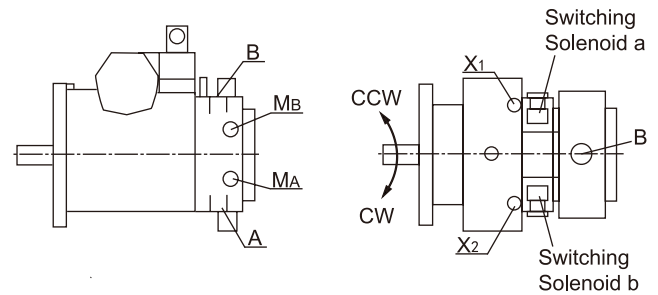 B
MB
MA
A
Switching
Solenoid a
X1
CCW
CW
B
X2
Switching
Solenoid b